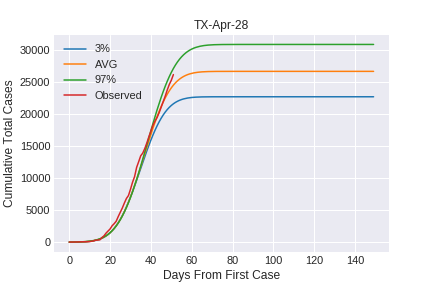 TX-Apr-28
3%
AVG
97%
Observed
Cumulative Total Cases
30000
25000
20000
15000
10000
5000
0
0 20 40 60 80 100 120 140
Days From First Case